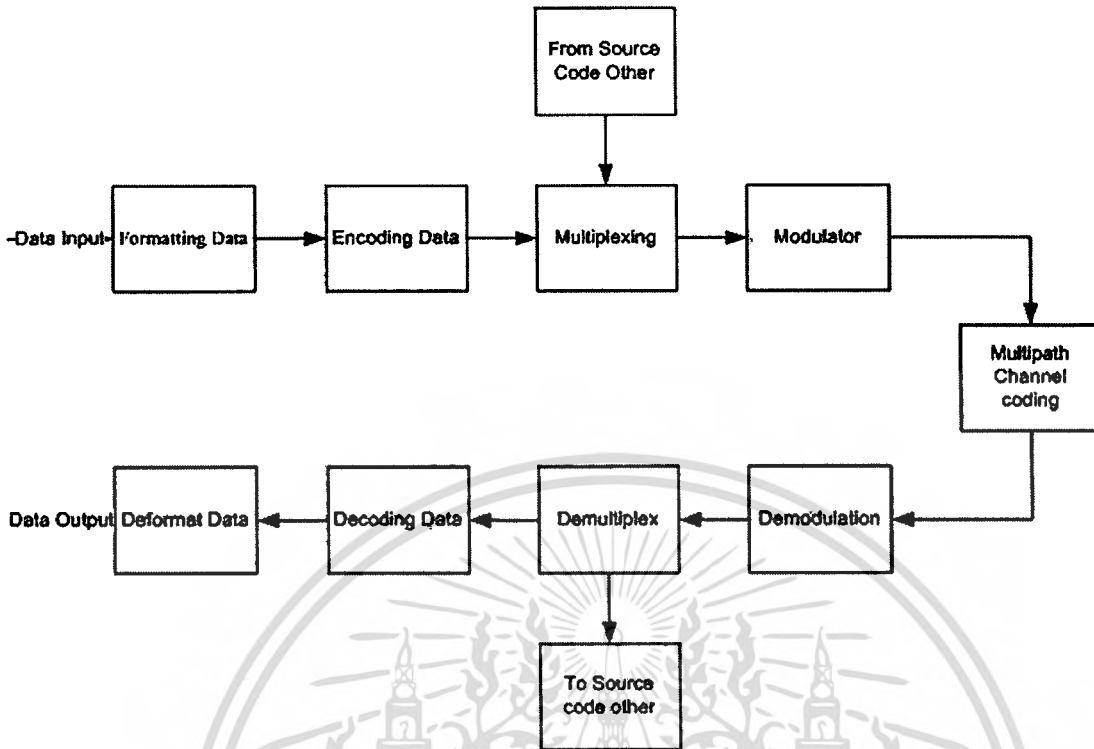 From Source
Code Other
Data Input
Formatting Data
Encoding Data
Multiplexing
Modulator
Multipath
Channel
coding
Data Output
Deformat Data
Decoding Data
Demultiplex
Demodulation
To Source
code other